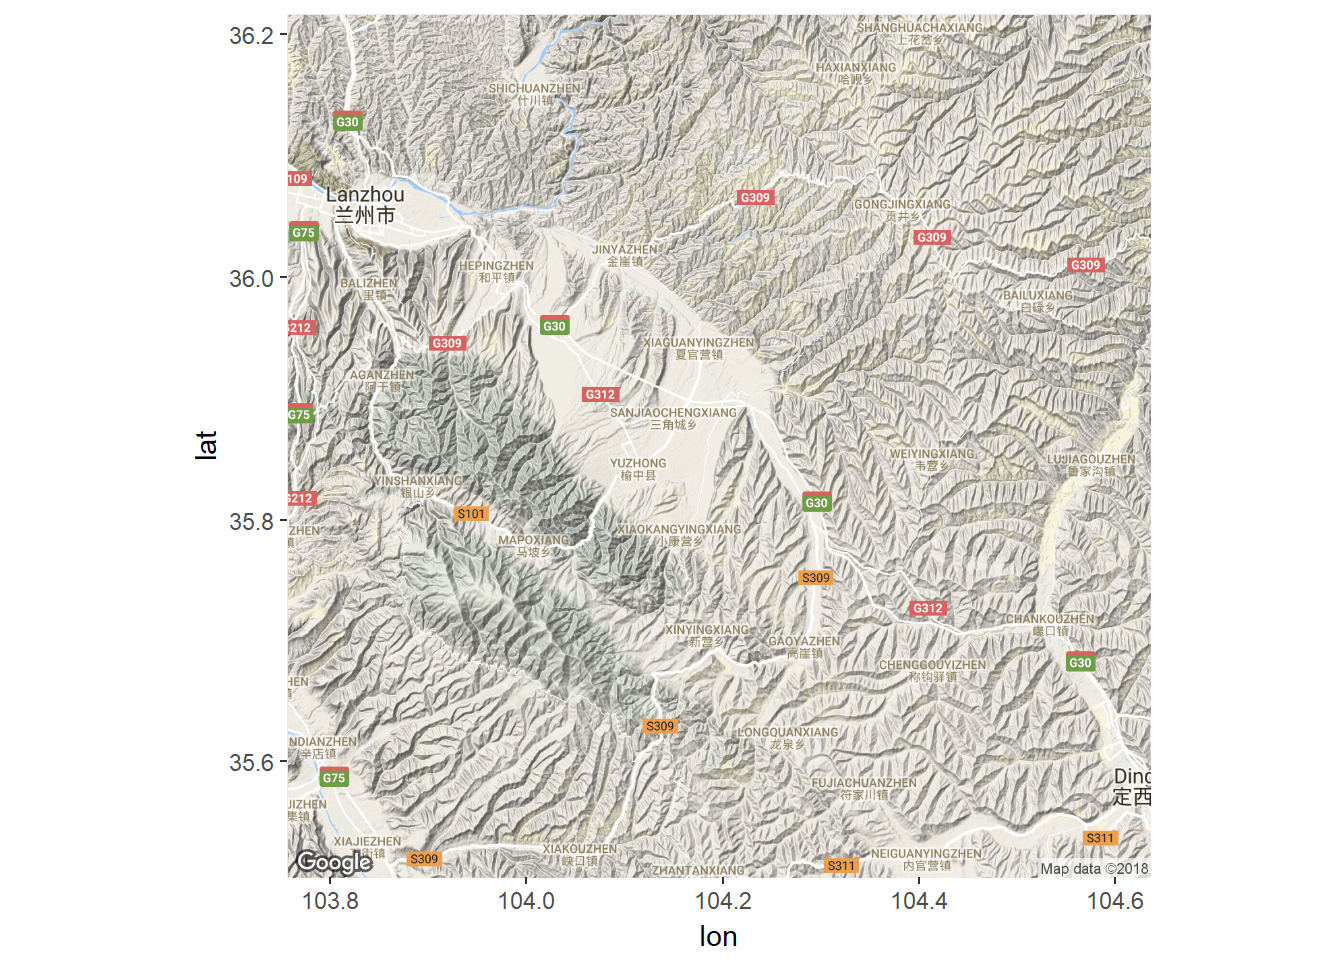 36.2
36.0
35.8
35.6
lat
SHANGHUACHAXIANG
上花岔乡
HAXIANXIANG
哈岘乡
SHICHUANZHEN
什川镇
G30
109
Lanzhou
兰州市
G75
G309
GONGJINGXIANG
贡井乡
G309
JINYAZHEN
金崖镇
HEPINGZHEN
和平镇
G309
BALIZHEN
里镇
BAILUXIANG
白碌乡
G30
G309
XIAGUANYINGZHEN
夏官营镇
AGANZHEN
阿干镇
G312
G75
SANJIAOCHENGXIANG
三角城乡
WEIYINGXIANG
韦营乡
LUJIAGOUZHEN
鲁家沟镇
YUZHONG
榆中县
YINSHANXIANG
银山乡
G212
G30
S101
ZHEN
镇
XIAOKANGYINGXIANG
小康营乡
MAPOXIANG
马坡乡
S309
G312
CHANKOUZHEN
巉口镇
XINYINGXIANG
新营乡
GAOYAZHEN
高崖镇
CHENGGOUYIZHEN
称钩驿镇
G30
HEN
镇
S309
LONGQUANXIANG
龙泉乡
NDIANZHEN
辛店镇
G75
FUJIACHUANZHEN
符家川镇
Ding
定西
JIZHEN
集镇
XIAJIEZHEN
街镇
S309
XIAKOUZHEN
峡口镇
S311
NEIGUANYINGZHEN
内官营镇
S311
ZHANTANXIANG
Google
Map data ©2018
103.8
104.0
104.2
104.4
104.6
lon